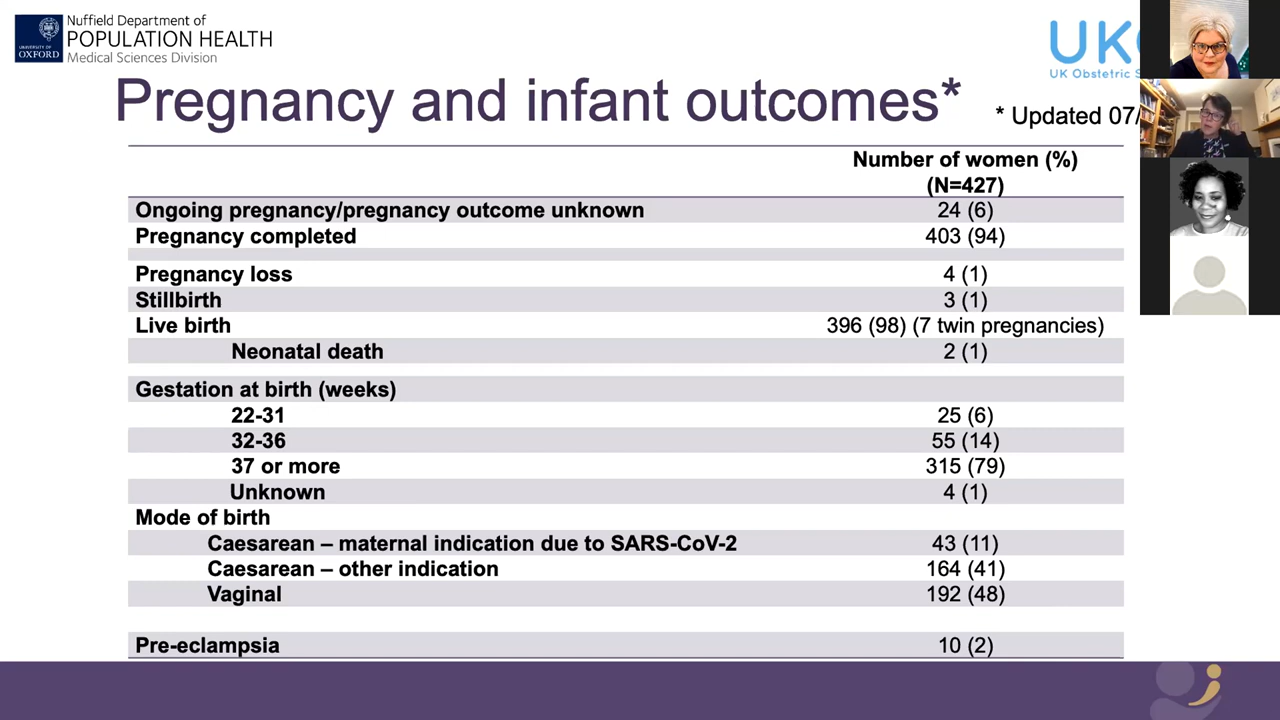 Nuffield Department of
POPULATION HEALTH
Medical Sciences Division
UNIVERSITY OF
OXFORD
UK
UK Obstetric S
Pregnancy and infant outcomes*
* Updated 07/
Number of women (%)
(N=427)
Ongoing pregnancy/pregnancy outcome unknown 24 (6)
Pregnancy completed 403 (94)
Pregnancy loss 4 (1)
Stillbirth 3 (1)
Live birth 396 (98) (7 twin pregnancies)
Neonatal death 2 (1)
Gestation at birth (weeks)
22-31 25 (6)
32-36 55 (14)
37 or more 315 (79)
Unknown 4 (1)
Mode of birth
Caesarean – maternal indication due to SARS-CoV-2 43 (11)
Caesarean – other indication 164 (41)
Vaginal 192 (48)
Pre-eclampsia 10 (2)